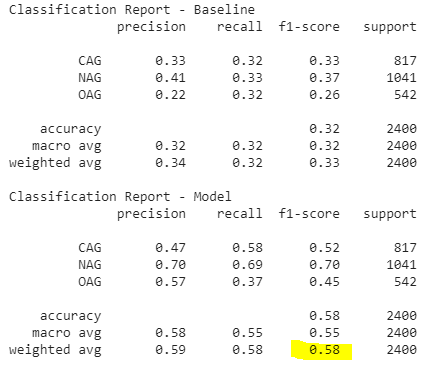 Classification Report - Baseline
precision recall f1-score support
CAG 0.33 0.32 0.33 817
NAG 0.41 0.33 0.37 1041
OAG 0.22 0.32 0.26 542
accuracy 0.32 2400
macro avg 0.32 0.32 0.32 2400
weighted avg 0.34 0.32 0.33 2400
Classification Report - Model
precision recall f1-score support
CAG 0.47 0.58 0.52 817
NAG 0.70 0.69 0.70 1041
OAG 0.57 0.37 0.45 542
accuracy 0.58 2400
macro avg 0.58 0.55 0.55 2400
weighted avg 0.59 0.58 0.58 2400